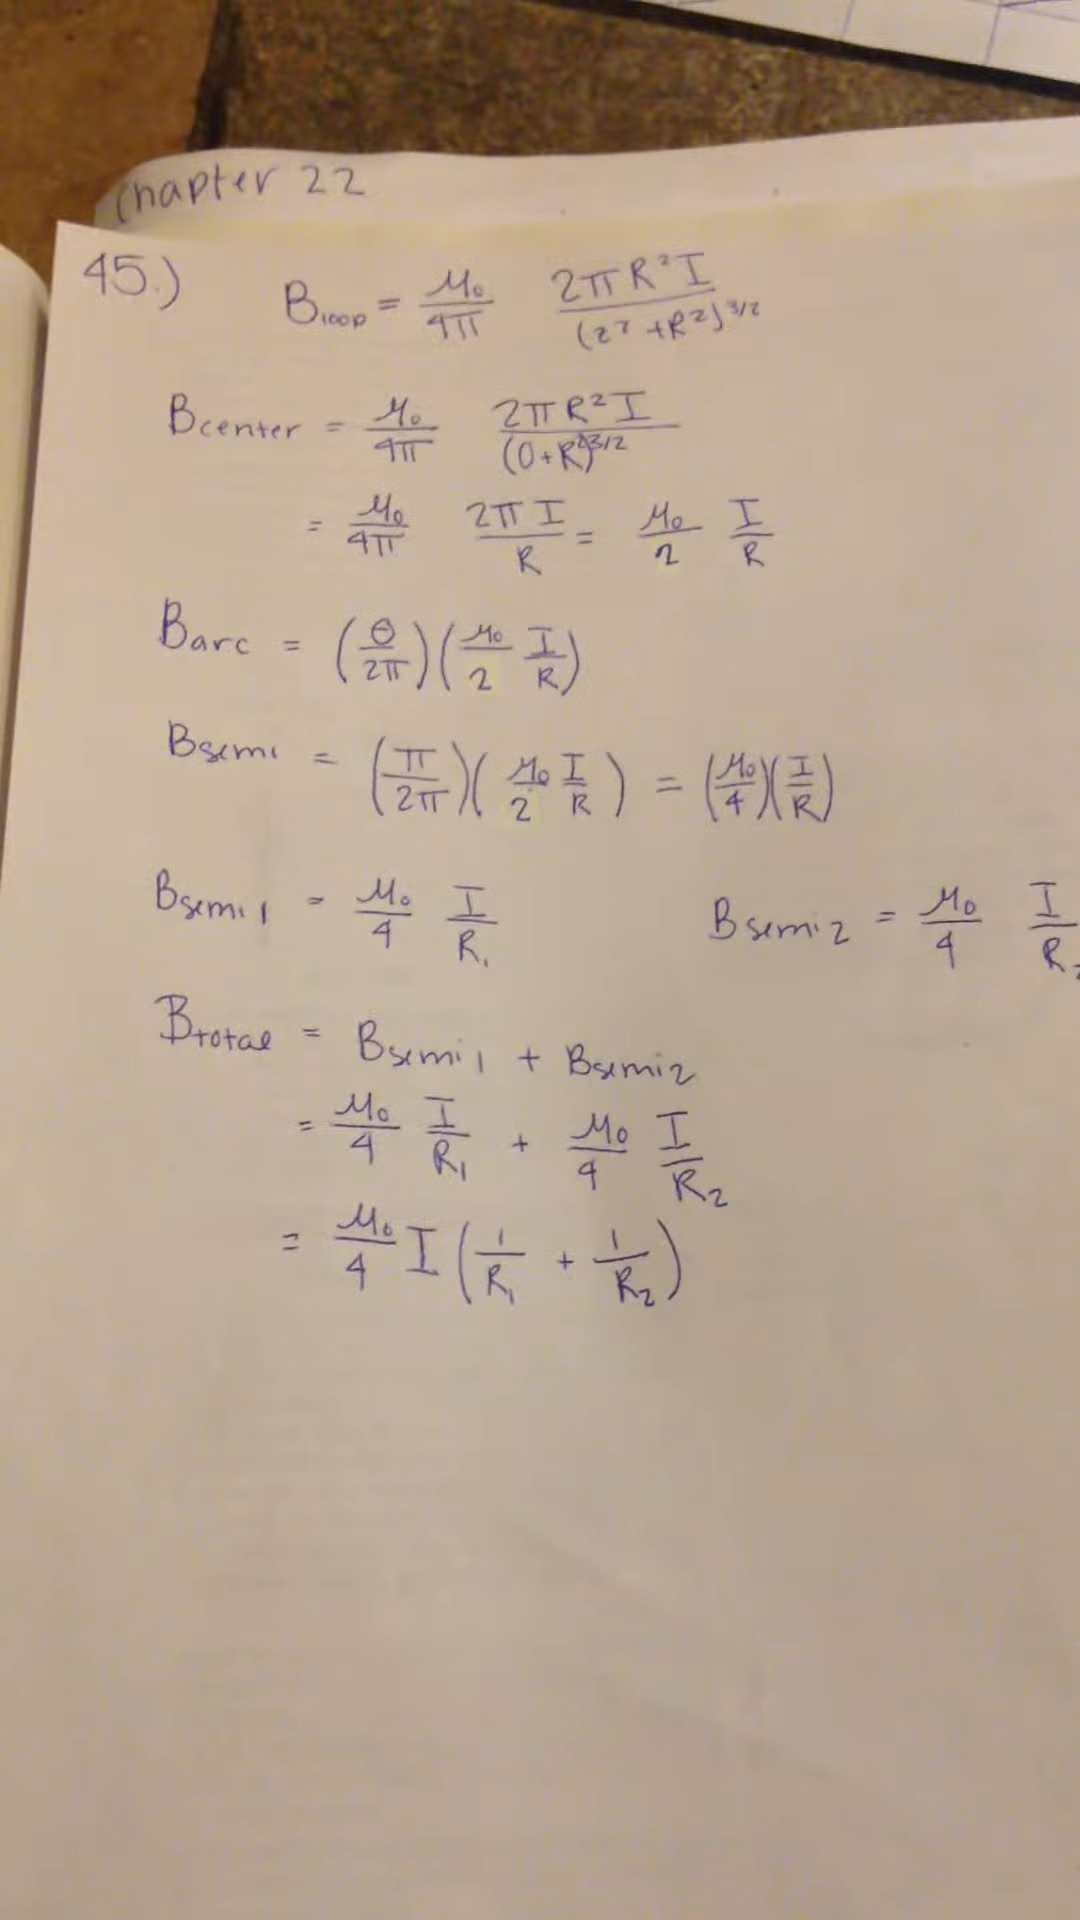 Chapter 22
45.) B_loop = μ₀/4π 2πR²I/(z² + R²)^3/2
B_center = μ₀/4π 2πR²I/(0+R²)^3/2
= μ₀/4π 2πI/R = μ₀/2 I/R
B_arc = (θ/2π)(μ₀/2 I/R)
B_semi = (π/2π)(μ₀/2 I/R) = (μ₀/4)(I/R)
B_semi 1 = μ₀/4 I/R₁ B_semi 2 = μ₀/4 I/R₂
B_total = B_semi 1 + B_semi 2
= μ₀/4 I/R₁ + μ₀/4 I/R₂
= μ₀/4 I (1/R₁ + 1/R₂)